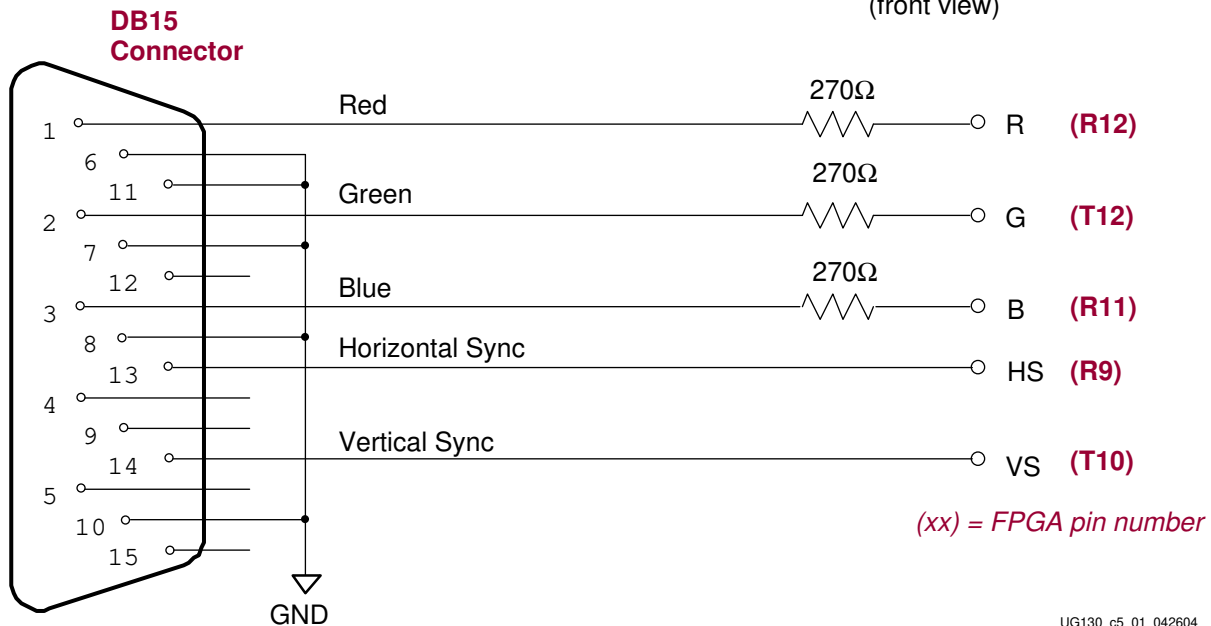 (front view)
DB15
Connector
270Ω
Red
1
R (R12)
6
270Ω
11
Green
2
G (T12)
7
270Ω
12
Blue
3
B (R11)
8
Horizontal Sync
13
HS (R9)
4
9
Vertical Sync
14
VS (T10)
5
10
(xx) = FPGA pin number
15
GND
UG130_c5_01_042604